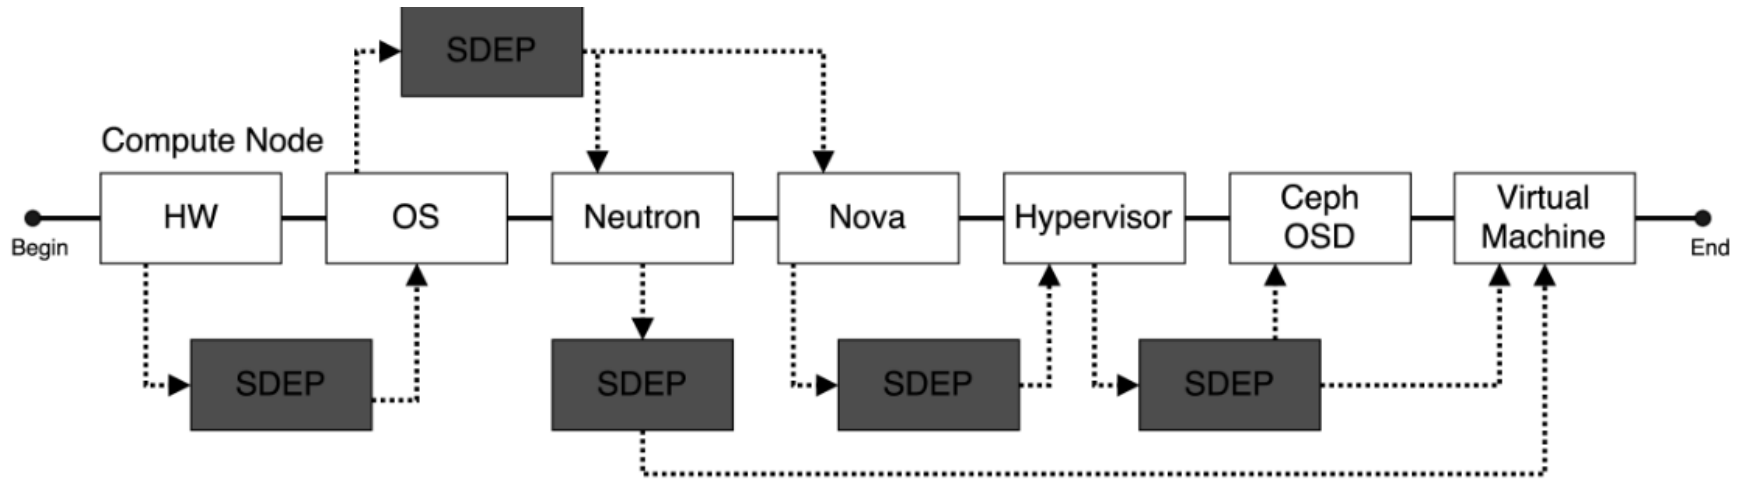 SDEP
Compute Node
HW
OS
Neutron
Nova
Hypervisor
Ceph
OSD
Virtual
Machine
Begin
End
SDEP
SDEP
SDEP
SDEP